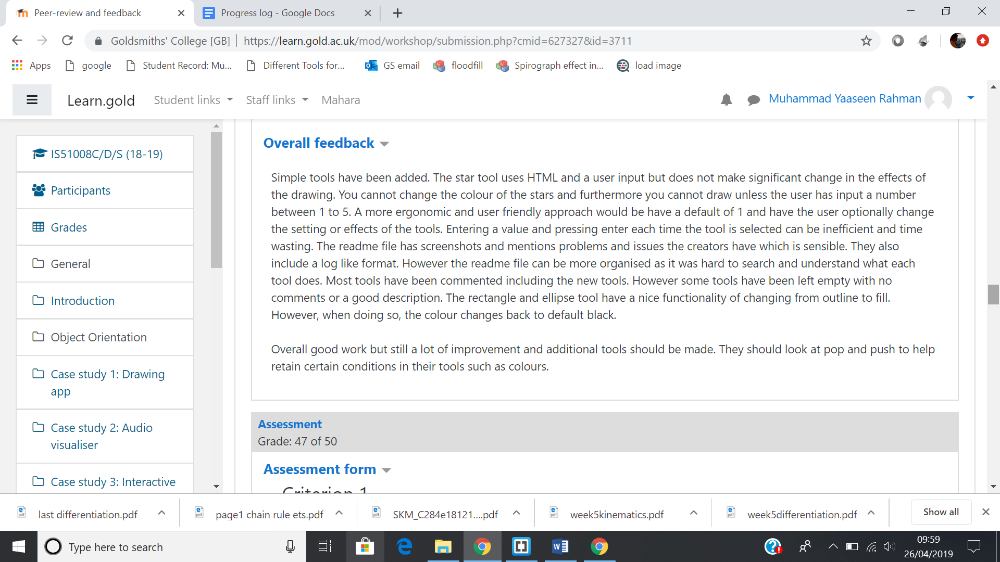 Peer-review and feedback
Progress log - Google Docs
Goldsmiths' College [GB] | https://learn.gold.ac.uk/mod/workshop/submission.php?cmid=627327&id=3711
Apps google Student Record: Mu... Different Tools for... GS email floodfill Spirograph effect in... load image
Learn.gold Student links Staff links Mahara Muhammad Yaaseen Rahman
IS51008C/D/S (18-19)
Participants
Grades
General
Introduction
Object Orientation
Case study 1: Drawing
app
Case study 2: Audio
visualiser
Case study 3: Interactive
Overall feedback
Simple tools have been added. The star tool uses HTML and a user input but does not make significant change in the effects of
the drawing. You cannot change the colour of the stars and furthermore you cannot draw unless the user has input a number
between 1 to 5. A more ergonomic and user friendly approach would be have a default of 1 and have the user optionally change
the setting or effects of the tools. Entering a value and pressing enter each time the tool is selected can be inefficient and time
wasting. The readme file has screenshots and mentions problems and issues the creators have which is sensible. They also
include a log like format. However the readme file can be more organised as it was hard to search and understand what each
tool does. Most tools have been commented including the new tools. However some tools have been left empty with no
comments or a good description. The rectangle and ellipse tool have a nice functionality of changing from outline to fill.
However, when doing so, the colour changes back to default black.
Overall good work but still a lot of improvement and additional tools should be made. They should look at pop and push to help
retain certain conditions in their tools such as colours.
Assessment
Grade: 47 of 50
Assessment form
Criterion 1
last differentiation.pdf page1 chain rule ets.pdf SKM_C284e18121....pdf week5kinematics.pdf week5differentiation.pdf Show all
Type here to search
09:59
26/04/2019